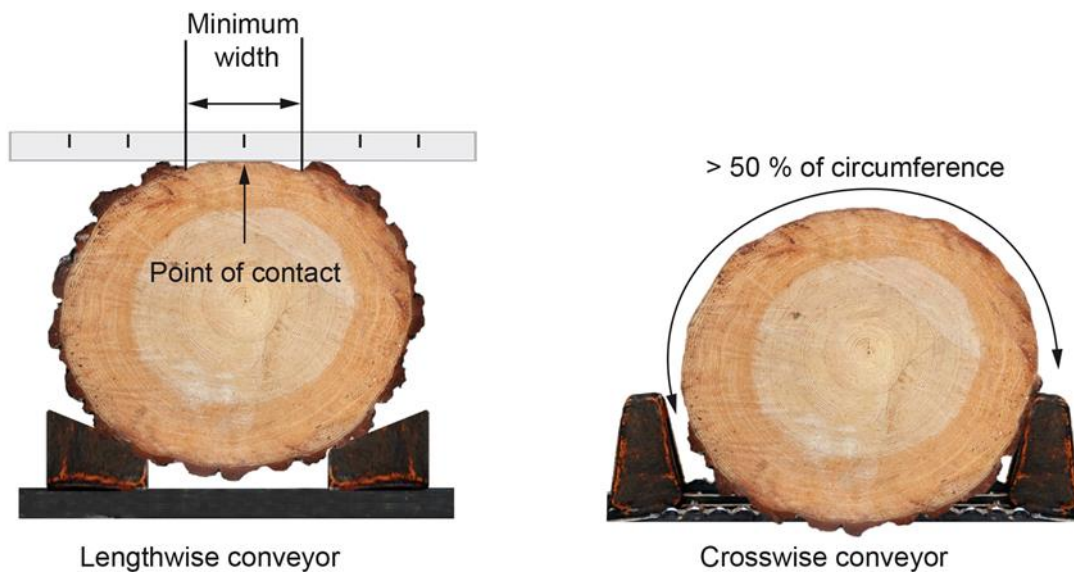 Minimum
width
Point of contact
Lengthwise conveyor
> 50 % of circumference
Crosswise conveyor